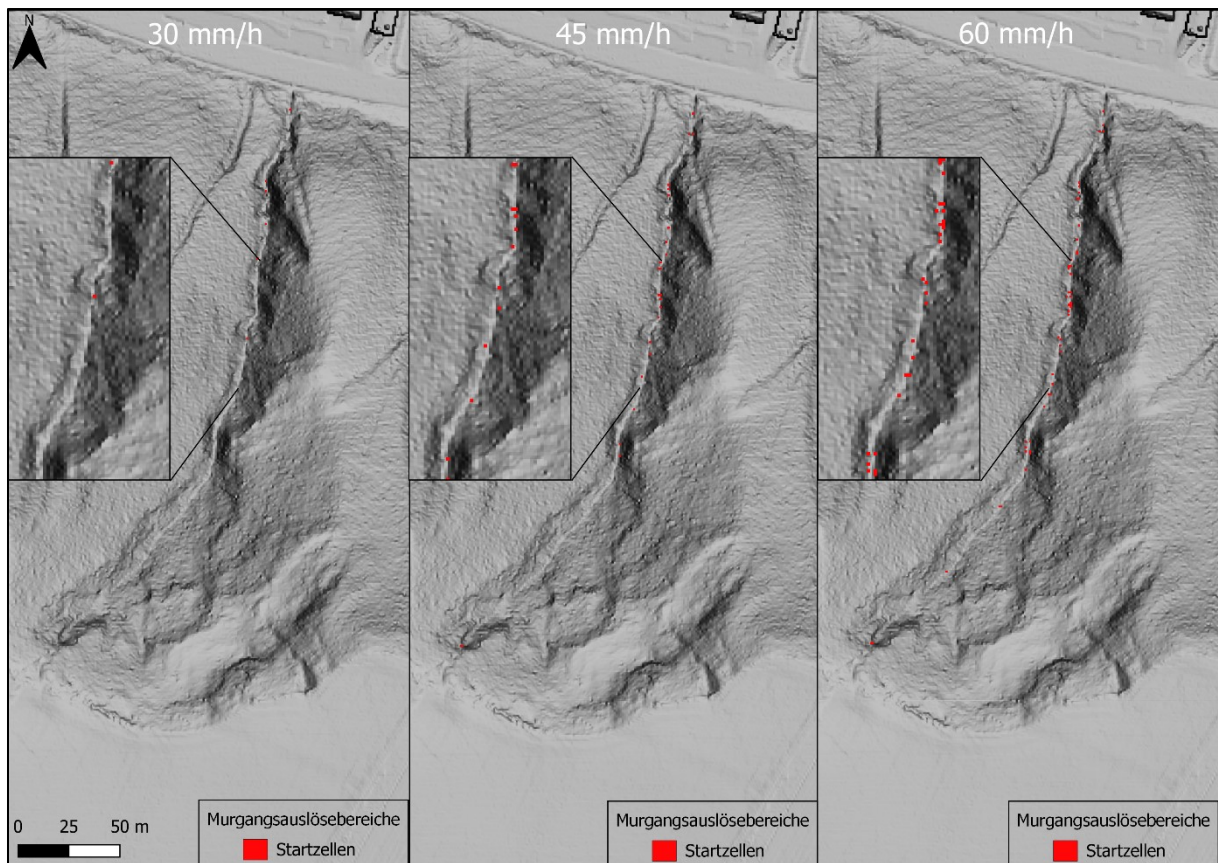 N
30 mm/h
45 mm/h
60 mm/h
0 25 50 m
Murgangsauslösebereiche
Startzellen
Murgangsauslösebereiche
Startzellen
Murgangsauslösebereiche
Startzellen